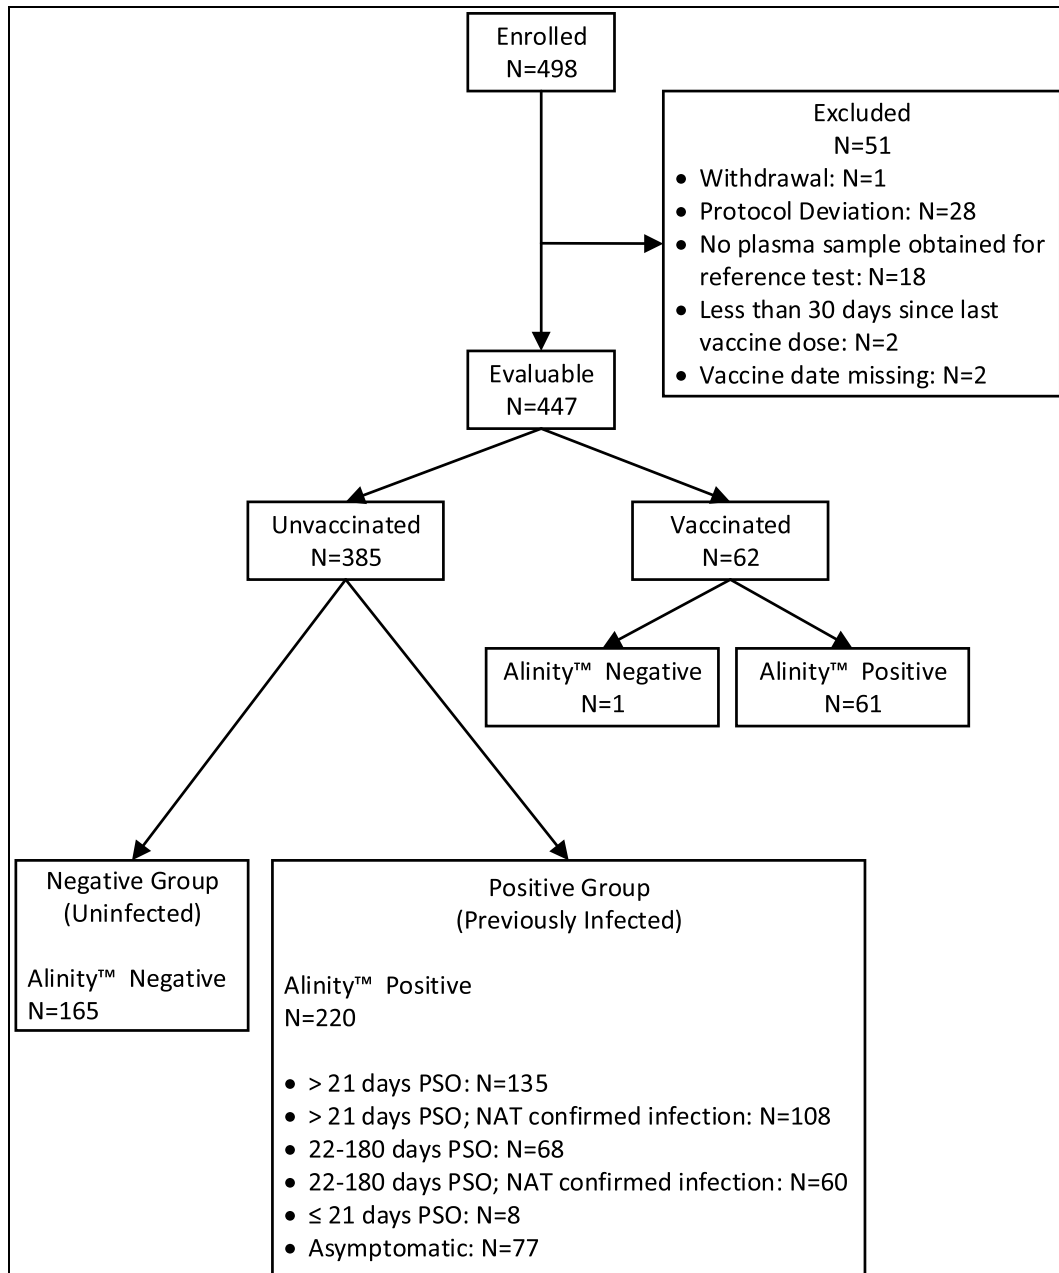 Enrolled
N=498
Excluded
N=51
• Withdrawal: N=1
• Protocol Deviation: N=28
• No plasma sample obtained for
reference test: N=18
• Less than 30 days since last
vaccine dose: N=2
• Vaccine date missing: N=2
Evaluable
N=447
Unvaccinated
N=385
Vaccinated
N=62
Alinity™ Negative
N=1
Alinity™ Positive
N=61
Negative Group
(Uninfected)
Alinity™ Negative
N=165
Positive Group
(Previously Infected)
Alinity™ Positive
N=220
• > 21 days PSO: N=135
• > 21 days PSO; NAT confirmed infection: N=108
• 22-180 days PSO: N=68
• 22-180 days PSO; NAT confirmed infection: N=60
• ≤ 21 days PSO: N=8
• Asymptomatic: N=77